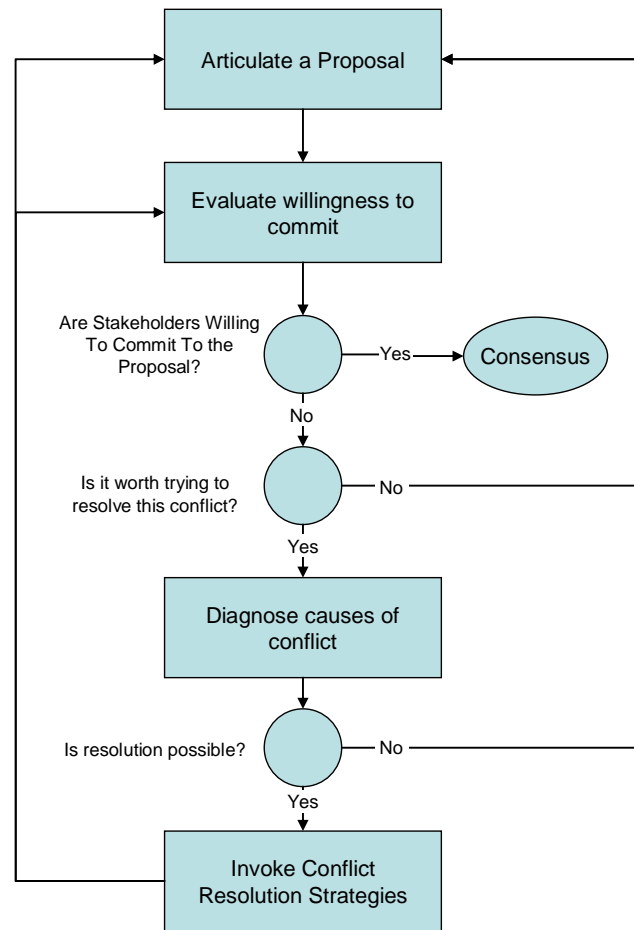 Articulate a Proposal
Evaluate willingness to
commit
Are Stakeholders Willing
To Commit To the
Proposal?
Yes
Consensus
No
Is it worth trying to
resolve this conflict?
No
Yes
Diagnose causes of
conflict
Is resolution possible?
No
Yes
Invoke Conflict
Resolution Strategies